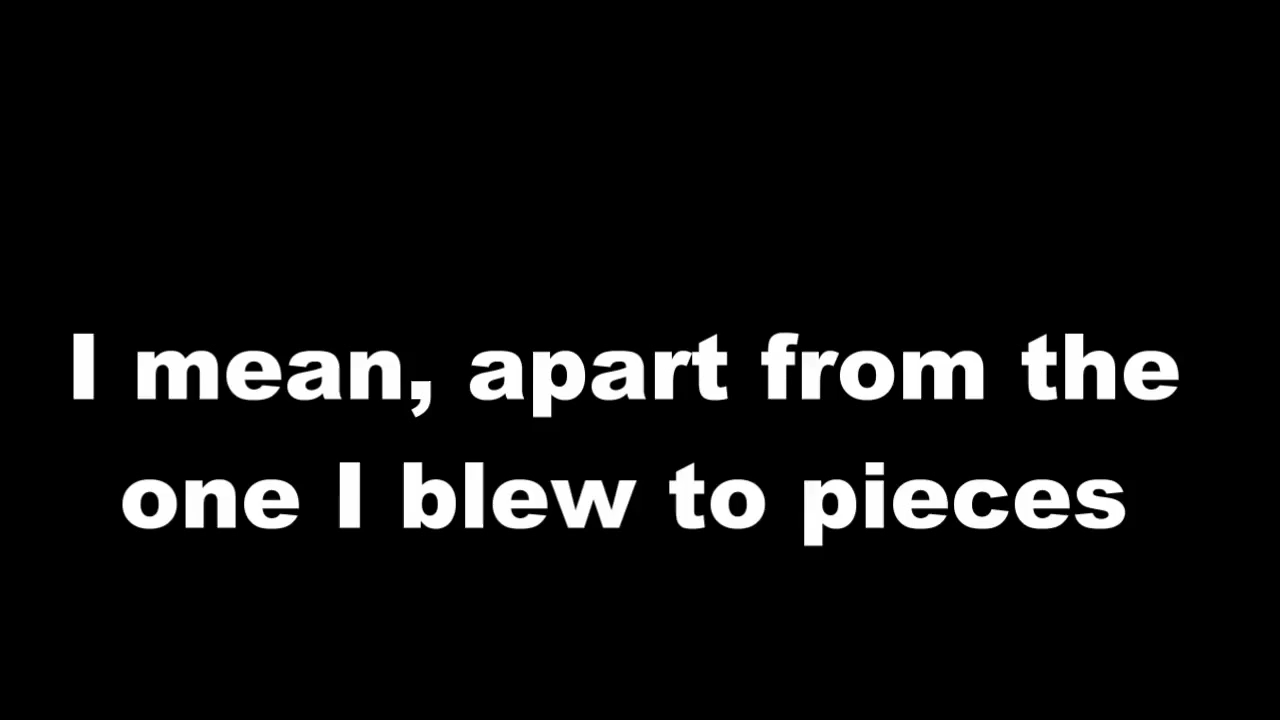 I mean, apart from the
one I blew to pieces